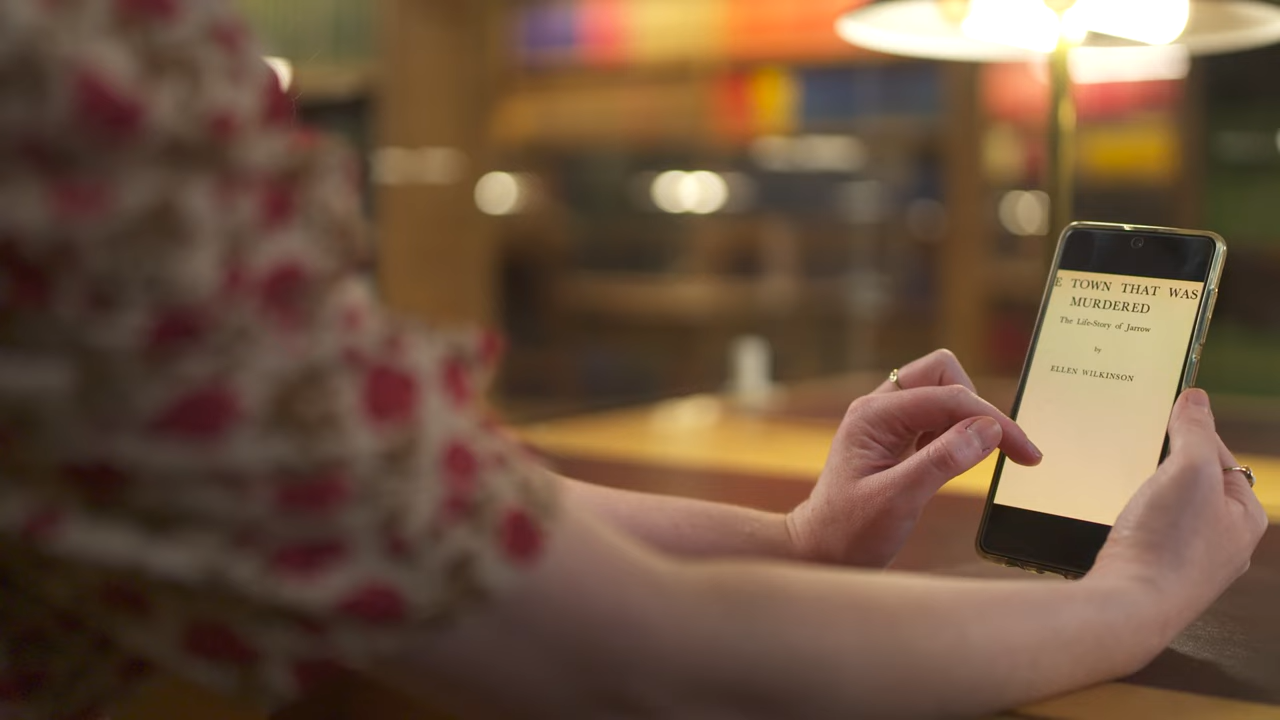 E TOWN THAT WAS
MURDERED
The Life-Story of Jarrow
by
ELLEN WILKINSON